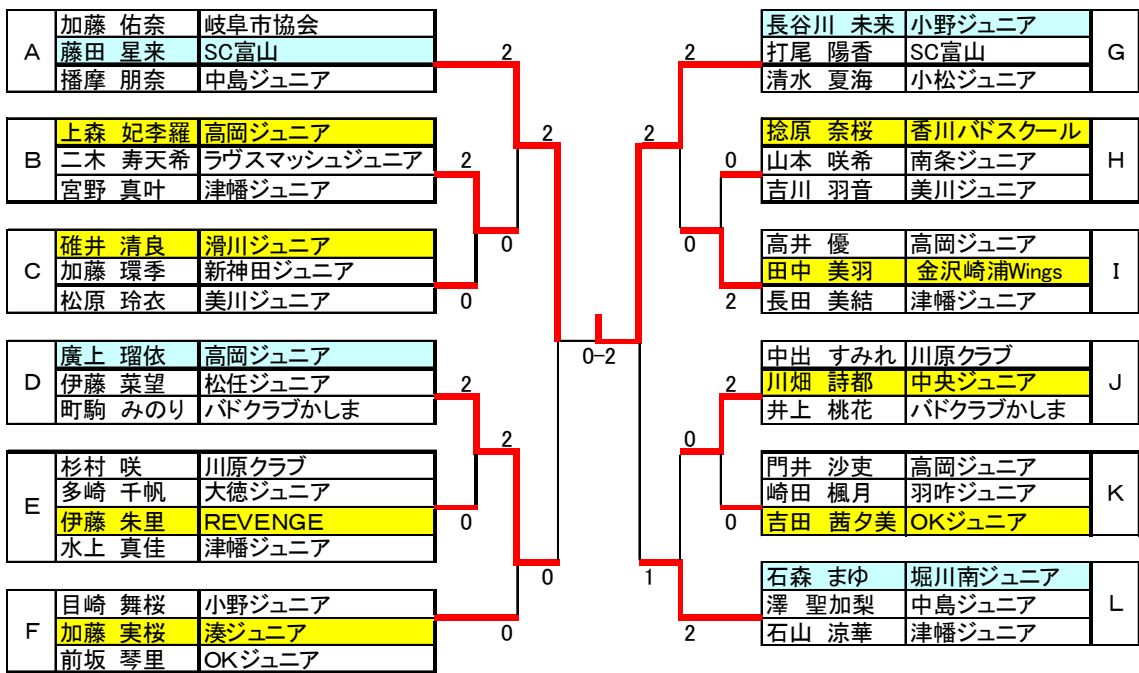 A
加藤 佑奈 岐阜市協会
藤田 星来 SC富山
播摩 朋奈 中島ジュニア
2
B
上森 妃李羅 高岡ジュニア
二木 寿天希 ラヴスマッシュジュニア
宮野 真叶 津幡ジュニア
2
2
0
C
碓井 清良 滑川ジュニア
加藤 環季 新神田ジュニア
松原 玲衣 美川ジュニア
0
D
廣上 瑠依 高岡ジュニア
伊藤 菜望 松任ジュニア
町駒 みのり バドクラブかしま
2
2
E
杉村 咲 川原クラブ
多崎 千帆 大徳ジュニア
伊藤 朱里 REVENGE
水上 真佳 津幡ジュニア
0
0
F
目崎 舞桜 小野ジュニア
加藤 実桜 湊ジュニア
前坂 琴里 OKジュニア
0
0-2
長谷川 未来 小野ジュニア
打尾 陽香 SC富山
清水 夏海 小松ジュニア
G
2
2
捻原 奈桜 香川バドスクール
山本 咲希 南条ジュニア
吉川 羽音 美川ジュニア
H
0
0
高井 優 高岡ジュニア
田中 美羽 金沢崎浦Wings
長田 美結 津幡ジュニア
I
2
中出 すみれ 川原クラブ
川畑 詩都 中央ジュニア
井上 桃花 バドクラブかしま
J
2
0
門井 沙吏 高岡ジュニア
崎田 楓月 羽咋ジュニア
吉田 茜夕美 OKジュニア
K
0
1
石森 まゆ 堀川南ジュニア
澤 聖加梨 中島ジュニア
石山 涼華 津幡ジュニア
L
2